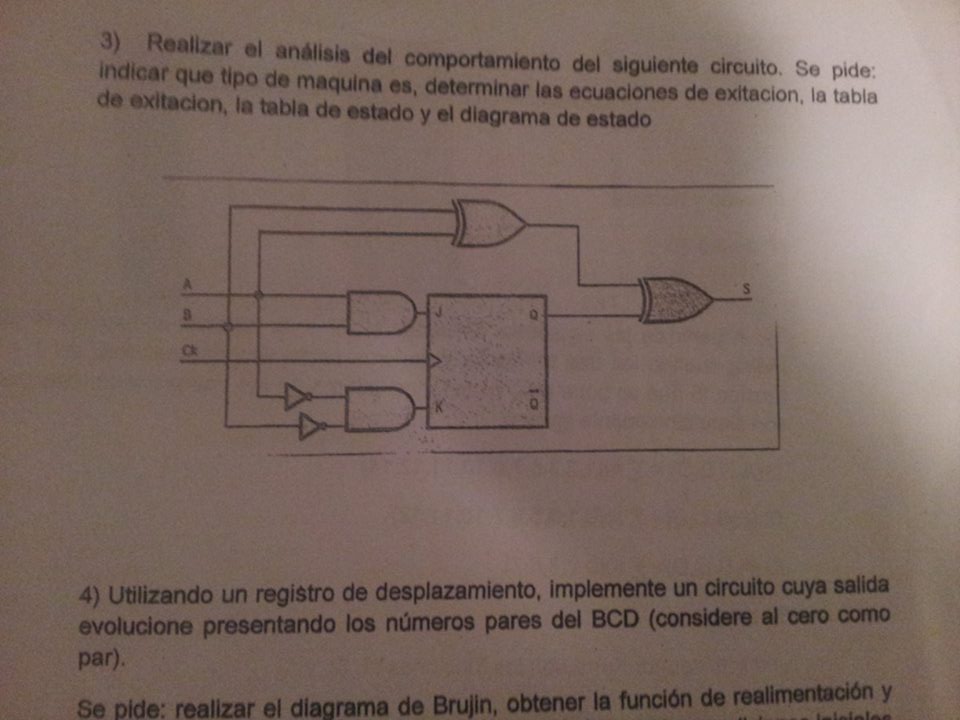 3) Realizar el análisis del comportamiento del siguiente circuito. Se pide:
indicar que tipo de maquina es, determinar las ecuaciones de exitacion, la tabla
de exitacion, la tabla de estado y el diagrama de estado
A
B
Ck
J
Q
K
Q̅
S
4) Utilizando un registro de desplazamiento, implemente un circuito cuya salida
evolucione presentando los números pares del BCD (considere al cero como
par).
Se pide: realizar el diagrama de Brujin, obtener la función de realimentación y
iniciales